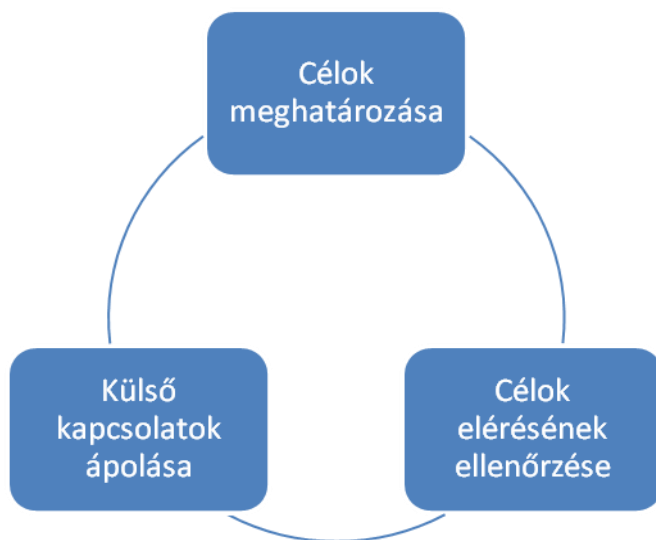 Célok
meghatározása
Külső
kapcsolatok
ápolása
Célok
elérésének
ellenőrzése